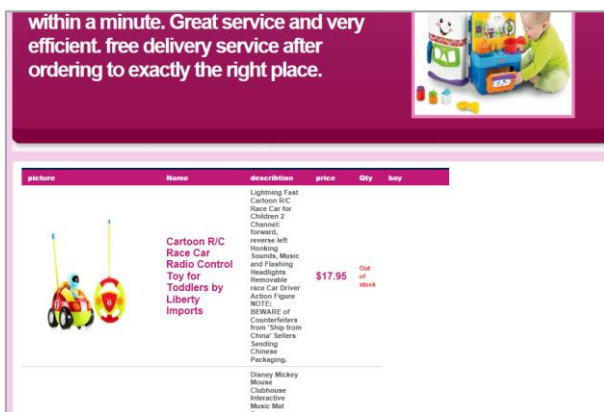 within a minute. Great service and very
efficient. free delivery service after
ordering to exactly the right place.
picture Name describtion price Qty bay
Lightning Fast
Cartoon R/C
Race Car for
Children 2
Channel:
forward,
reverse left
Honking
Sounds, Music
and Flashing
Headlights
Removable
race Car Driver
Action Figure
NOTE:
BEWARE of
Counterfeiters
from 'Ship from
China' Sellers
Sending
Chinese
Packaging.
Cartoon R/C
Race Car
Radio Control
Toy for
Toddlers by
Liberty
Imports
$17.95
Out
of
stock
Disney Mickey
Mouse
Clubhouse
Interactive
Music Mat